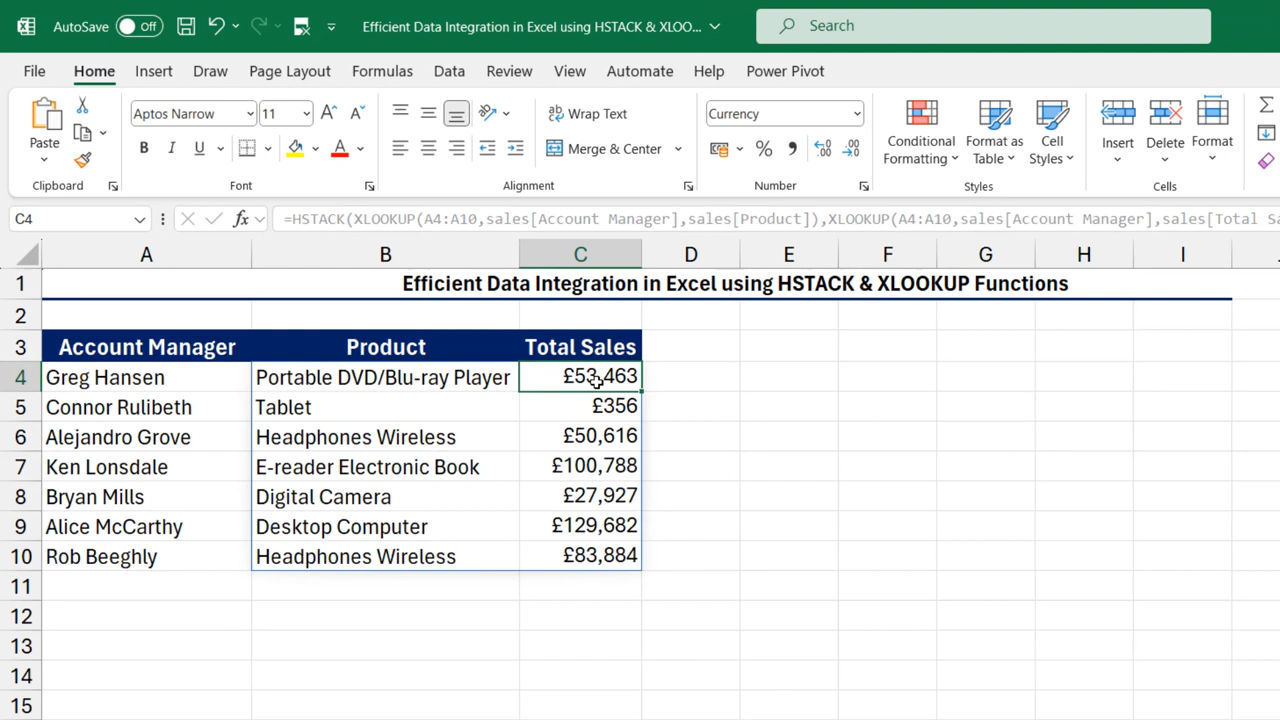 AutoSave Off Efficient Data Integration in Excel using HSTACK & XLOO... Search
File Home Insert Draw Page Layout Formulas Data Review View Automate Help Power Pivot
Paste Aptos Narrow 11 A^ A˅ B I U A ab Wrap Text Merge & Center Currency % , Conditional Formatting Format as Table Cell Styles Insert Delete Format Σ
Clipboard Font Alignment Number Styles Cells
C4 fx =HSTACK(XLOOKUP(A4:A10,sales[Account Manager],sales[Product]),XLOOKUP(A4:A10,sales[Account Manager],sales[Total Sa
A B C D E F G H I
1 Efficient Data Integration in Excel using HSTACK & XLOOKUP Functions
2
3 Account Manager Product Total Sales
4 Greg Hansen Portable DVD/Blu-ray Player £53,463
5 Connor Rulibeth Tablet £356
6 Alejandro Grove Headphones Wireless £50,616
7 Ken Lonsdale E-reader Electronic Book £100,788
8 Bryan Mills Digital Camera £27,927
9 Alice McCarthy Desktop Computer £129,682
10 Rob Beeghly Headphones Wireless £83,884
11
12
13
14
15